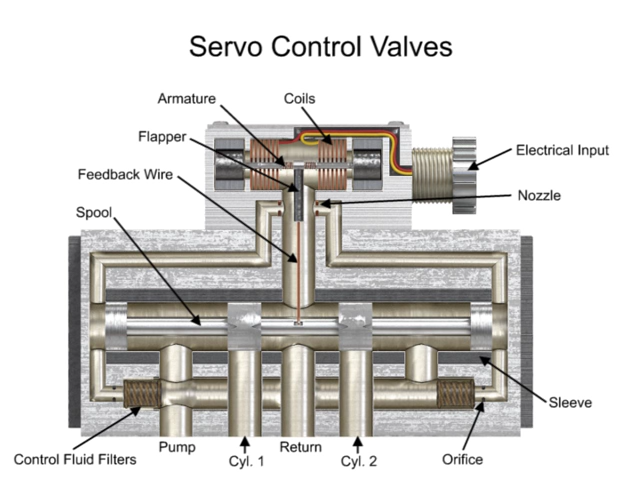 Servo Control Valves
Armature
Coils
Flapper
Electrical Input
Feedback Wire
Nozzle
Spool
Sleeve
Control Fluid Filters
Pump
Cyl. 1
Return
Cyl. 2
Orifice